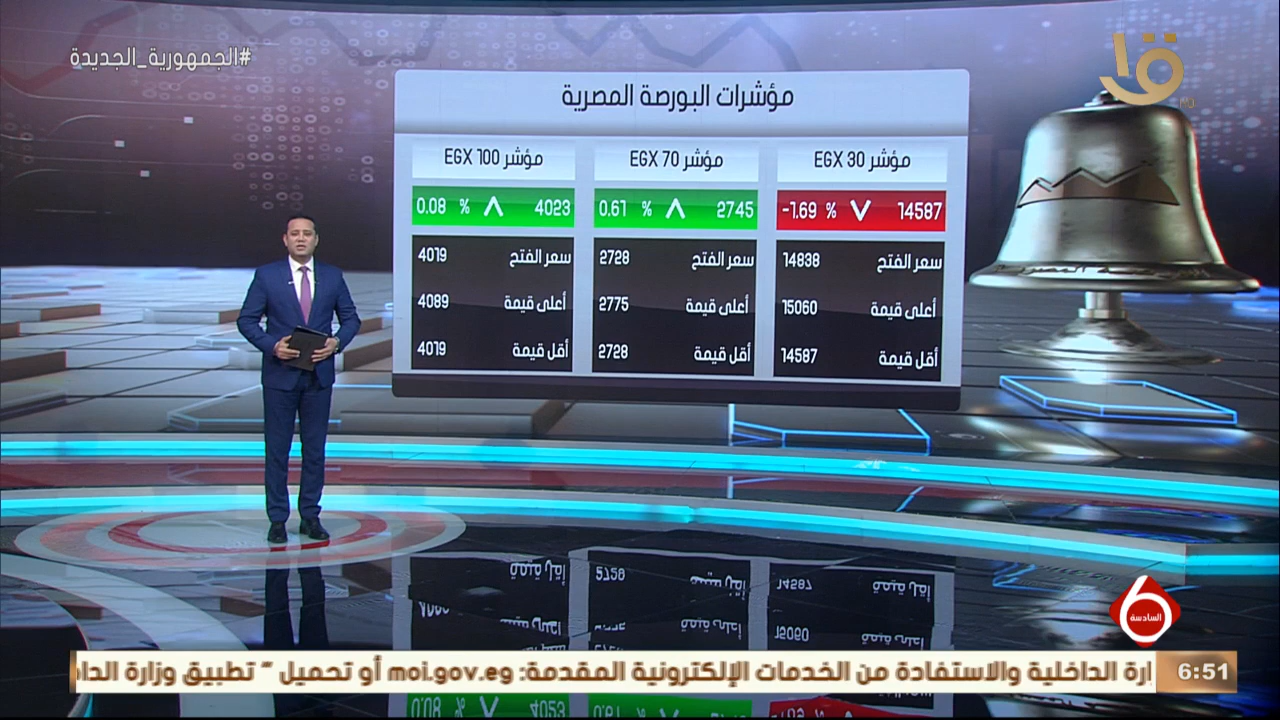 #الجمهورية_الجديدة
مؤشرات البورصة المصرية
مؤشر EGX 30
14587 -1.69 %
سعر الفتح 14838
أعلى قيمة 15060
أقل قيمة 14587
مؤشر EGX 70
2745 0.61 %
سعر الفتح 2728
أعلى قيمة 2775
أقل قيمة 2728
مؤشر EGX 100
4023 0.08 %
سعر الفتح 4019
أعلى قيمة 4089
أقل قيمة 4019
6
السادسة
الداخلية والاستفادة من الخدمات الإلكترونية المقدمة: moi.gov.eg أو تحميل " تطبيق وزارة
6:51